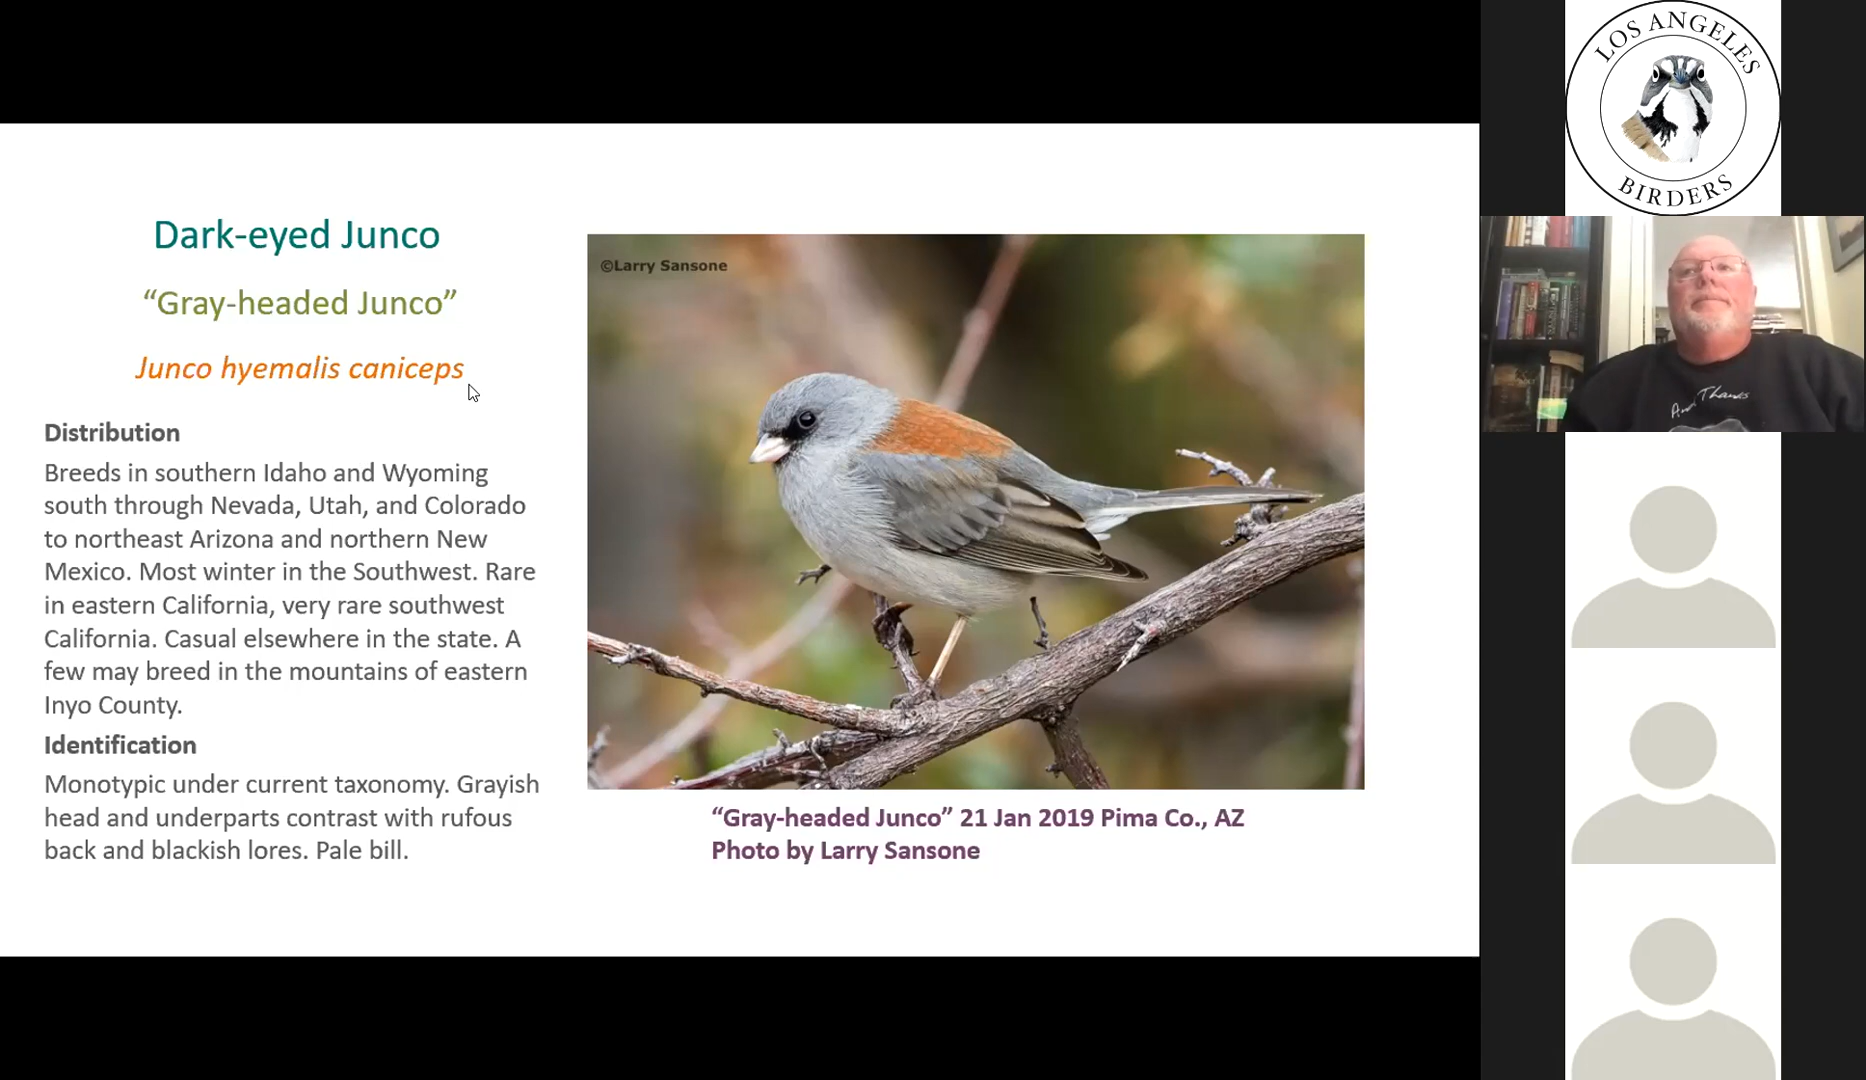 Dark-eyed Junco
“Gray-headed Junco”
Junco hyemalis caniceps
Distribution
Breeds in southern Idaho and Wyoming
south through Nevada, Utah, and Colorado
to northeast Arizona and northern New
Mexico. Most winter in the Southwest. Rare
in eastern California, very rare southwest
California. Casual elsewhere in the state. A
few may breed in the mountains of eastern
Inyo County.
Identification
Monotypic under current taxonomy. Grayish
head and underparts contrast with rufous
back and blackish lores. Pale bill.
©Larry Sansone
“Gray-headed Junco” 21 Jan 2019 Pima Co., AZ
Photo by Larry Sansone
LOS ANGELES
BIRDERS
And Thanks